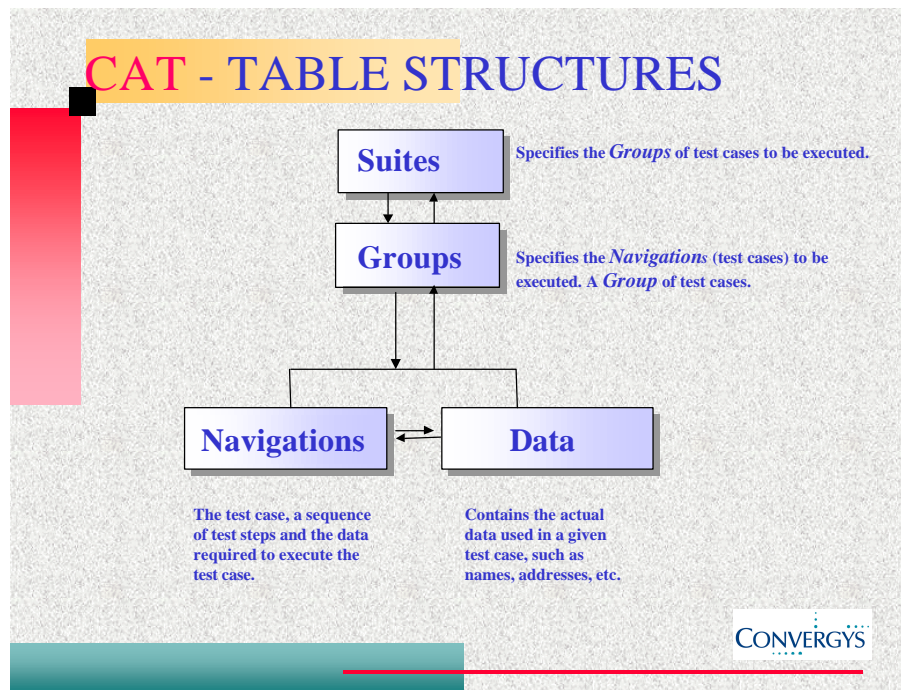 CAT - TABLE STRUCTURES
Suites
Specifies the Groups of test cases to be executed.
Groups
Specifies the Navigations (test cases) to be
executed. A Group of test cases.
Navigations
Data
The test case, a sequence
of test steps and the data
required to execute the
test case.
Contains the actual
data used in a given
test case, such as
names, addresses, etc.
CONVERGYS